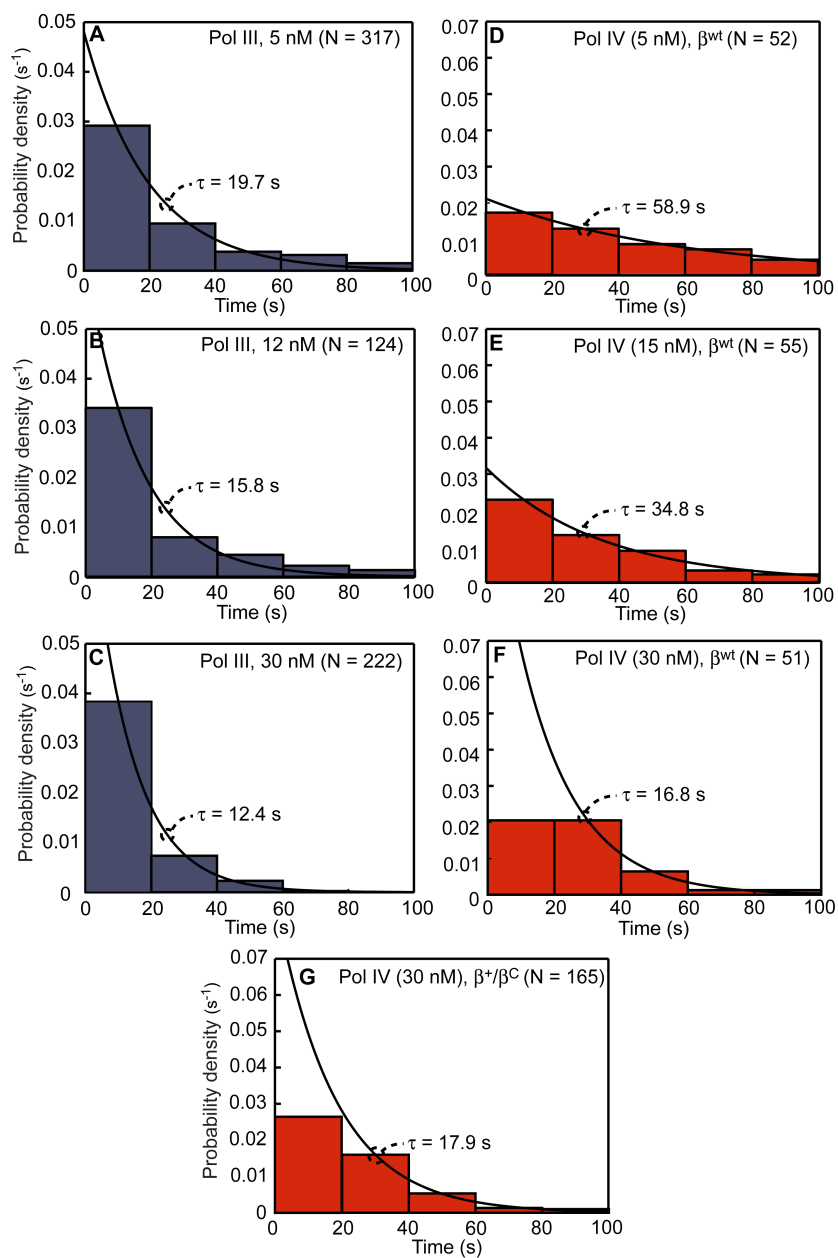 A
Pol III, 5 nM (N = 317)
Probability density (s⁻¹)
0.05
0.04
0.03
0.02
0.01
0
τ = 19.7 s
0 20 40 60 80 100
Time (s)
D
Pol IV (5 nM), βʷᵗ (N = 52)
0.07
0.06
0.05
0.04
0.03
0.02
0.01
0
τ = 58.9 s
0 20 40 60 80 100
Time (s)
B
Pol III, 12 nM (N = 124)
Probability density (s⁻¹)
0.05
0.04
0.03
0.02
0.01
0
τ = 15.8 s
0 20 40 60 80 100
Time (s)
E
Pol IV (15 nM), βʷᵗ (N = 55)
0.07
0.06
0.05
0.04
0.03
0.02
0.01
0
τ = 34.8 s
0 20 40 60 80 100
Time (s)
C
Pol III, 30 nM (N = 222)
Probability density (s⁻¹)
0.05
0.04
0.03
0.02
0.01
0
τ = 12.4 s
0 20 40 60 80 100
Time (s)
F
Pol IV (30 nM), βʷᵗ (N = 51)
0.07
0.06
0.05
0.04
0.03
0.02
0.01
0
τ = 16.8 s
0 20 40 60 80 100
Time (s)
G
Pol IV (30 nM), β⁺/βᶜ (N = 165)
Probability density (s⁻¹)
0.07
0.06
0.05
0.04
0.03
0.02
0.01
0
τ = 17.9 s
0 20 40 60 80 100
Time (s)